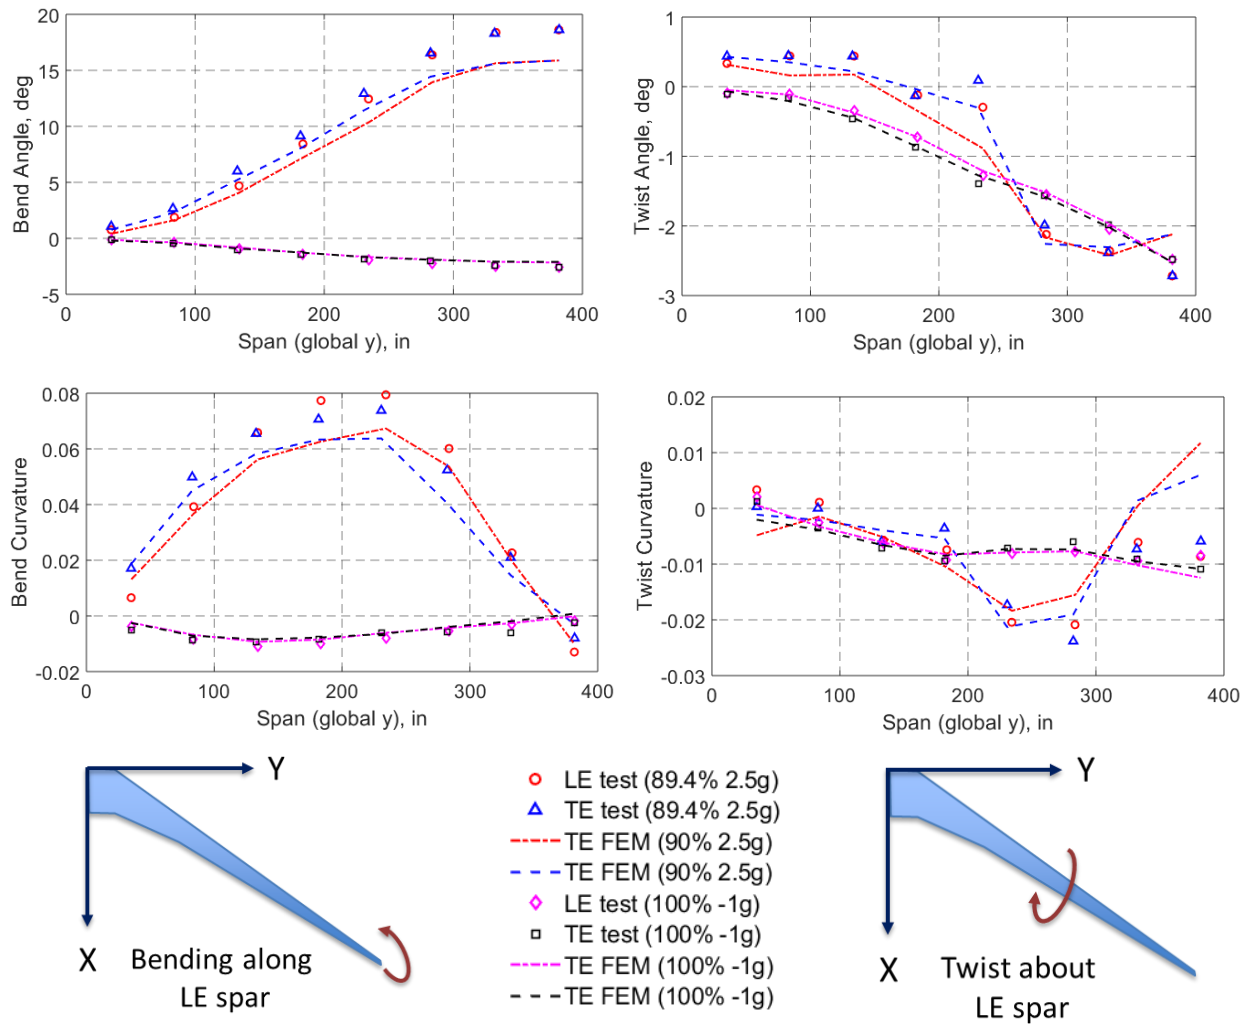 20
15
10
5
0
-5
Bend Angle, deg
0
100
200
300
400
Span (global y), in
1
0
-1
-2
-3
Twist Angle, deg
0
100
200
300
400
Span (global y), in
0.08
0.06
0.04
0.02
0
-0.02
Bend Curvature
0
100
200
300
400
Span (global y), in
0.02
0.01
0
-0.01
-0.02
-0.03
Twist Curvature
0
100
200
300
400
Span (global y), in
Y
X
Bending along
LE spar
LE test (89.4% 2.5g)
TE test (89.4% 2.5g)
TE FEM (90% 2.5g)
TE FEM (90% 2.5g)
LE test (100% -1g)
TE test (100% -1g)
TE FEM (100% -1g)
TE FEM (100% -1g)
Y
X
Twist about
LE spar